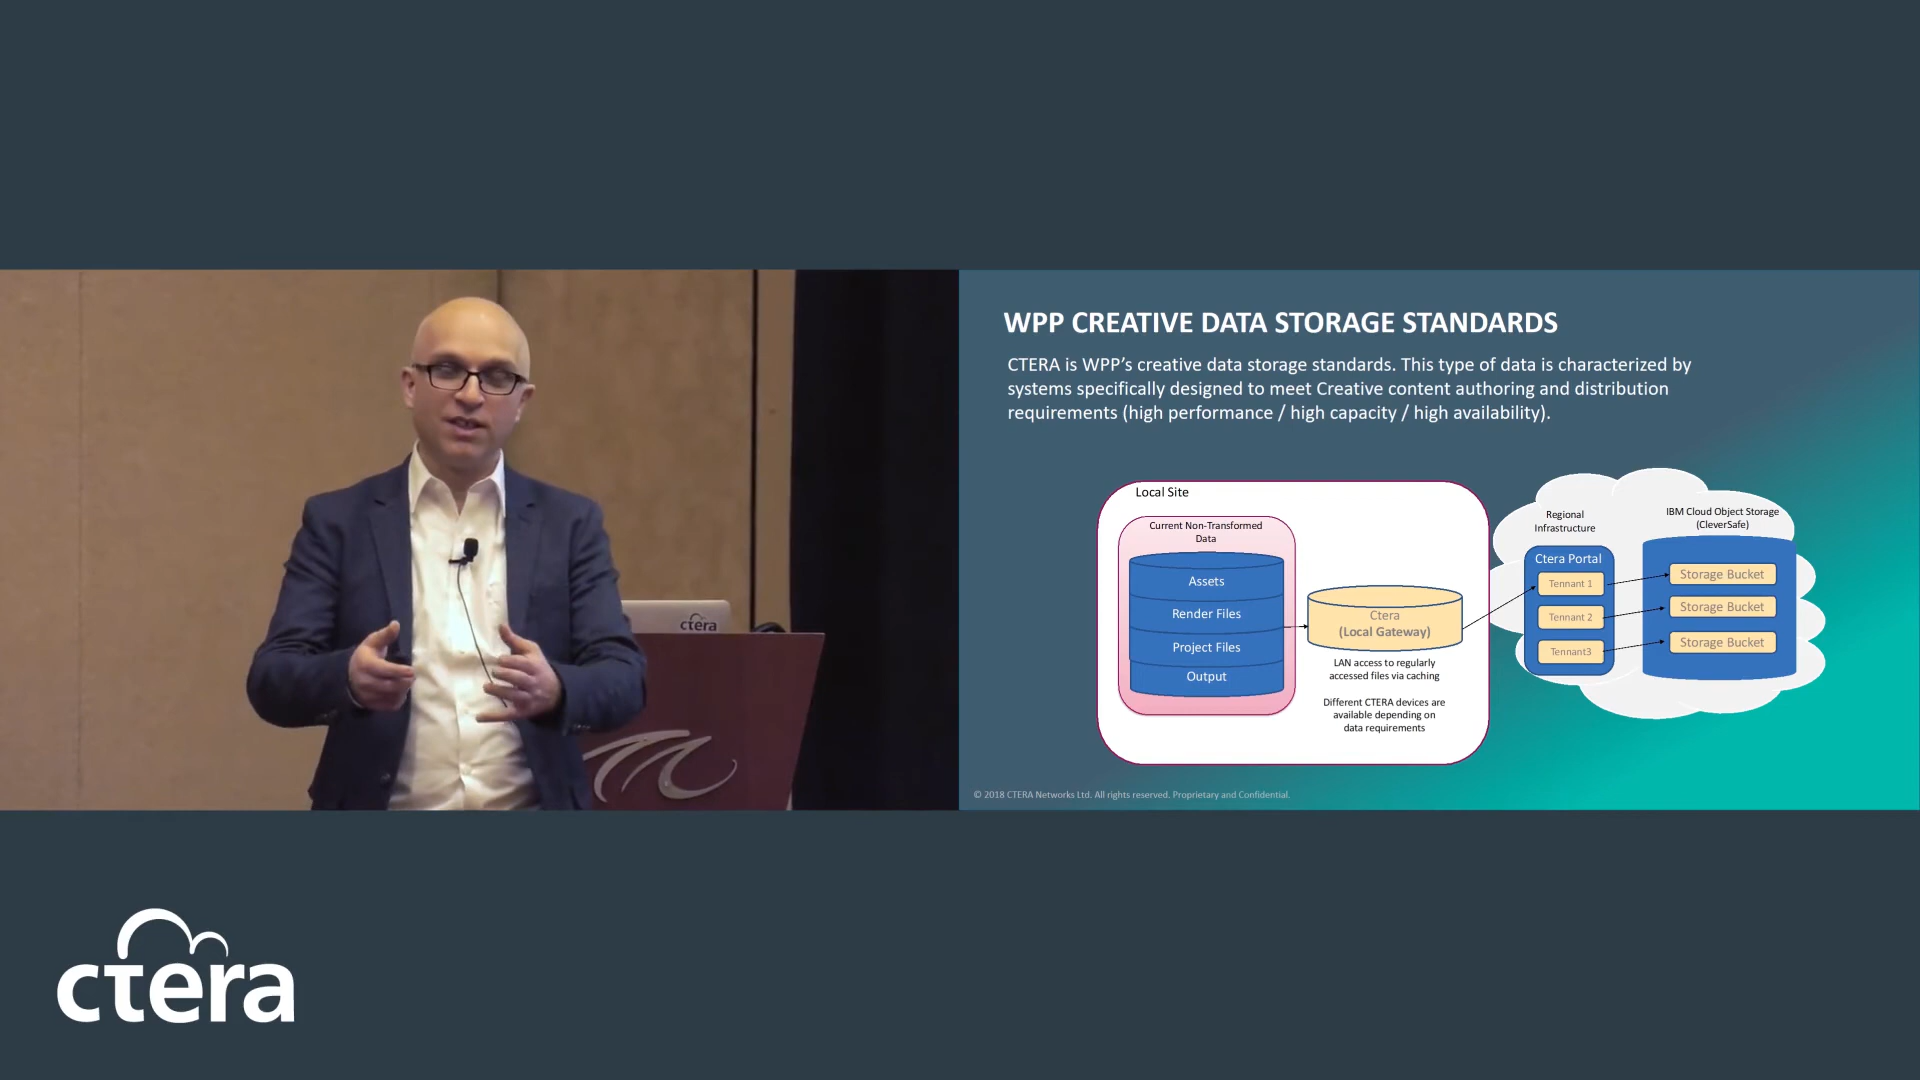 WPP CREATIVE DATA STORAGE STANDARDS
CTERA is WPP's creative data storage standards. This type of data is characterized by
systems specifically designed to meet Creative content authoring and distribution
requirements (high performance / high capacity / high availability).
Local Site
Current Non-Transformed
Data
Assets
Render Files
Project Files
Output
Ctera
(Local Gateway)
LAN access to regularly
accessed files via caching
Different CTERA devices are
available depending on
data requirements
Regional
Infrastructure
Ctera Portal
Tennant 1
Tennant 2
Tennant3
IBM Cloud Object Storage
(CleverSafe)
Storage Bucket
Storage Bucket
Storage Bucket
© 2018 CTERA Networks Ltd. All rights reserved. Proprietary and Confidential.
ctera
ctera